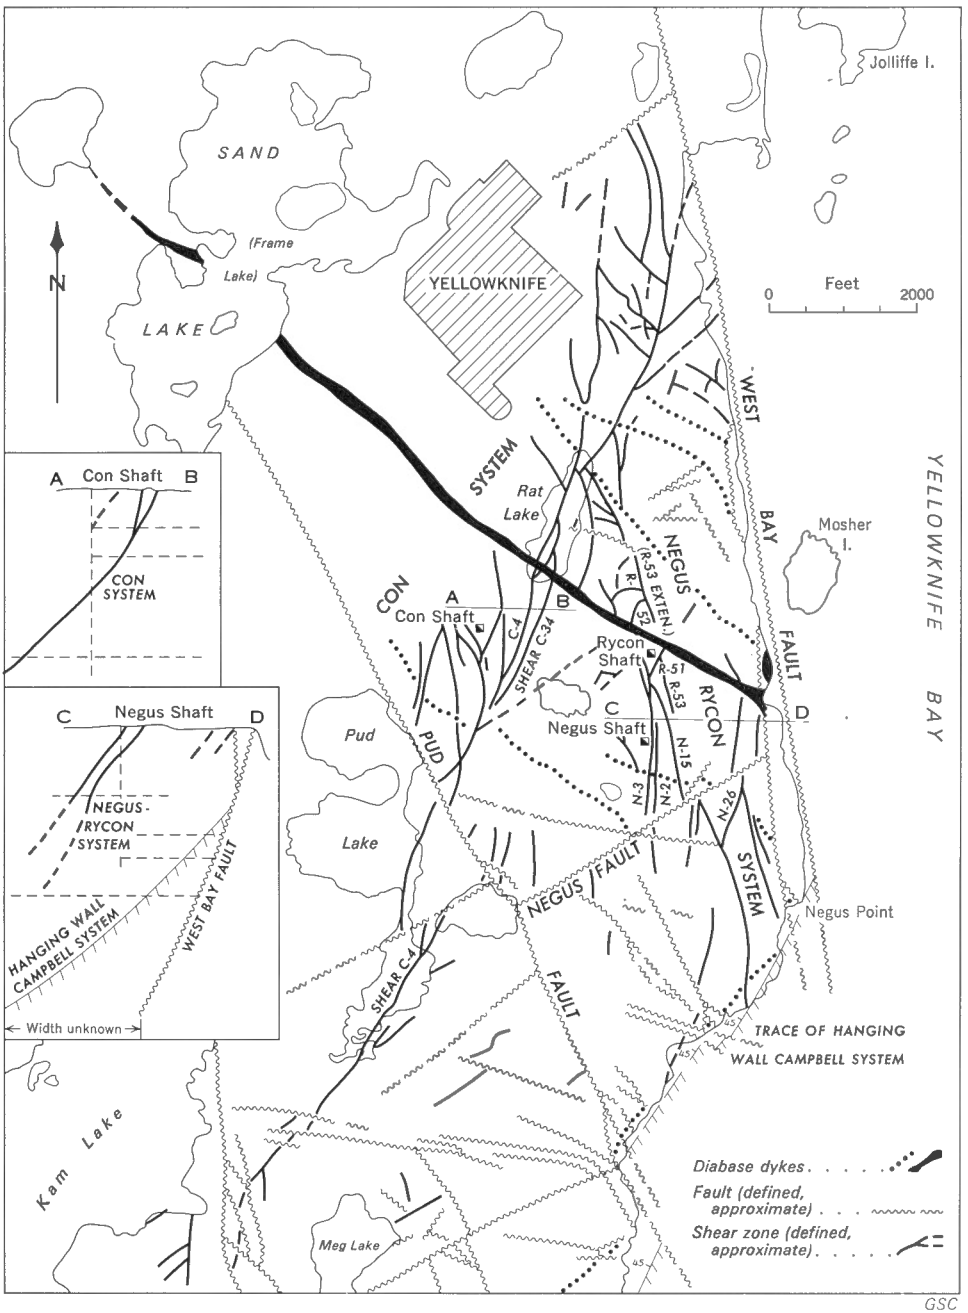 Jolliffe I.
SAND
(Frame
Lake)
LAKE
N
YELLOWKNIFE
Feet
0 2000
WEST
BAY
FAULT
YELLOWKNIFE
BAY
Mosher
I.
CON
SYSTEM
Rat
Lake
NEGUS
(R-53 EXTEN.)
R-
52
A
B
Con Shaft
C-4
SHEAR C-34
Rycon
Shaft
R-51
R-53
RYCON
C
D
Negus Shaft
N-3
N-2
N-15
N-26
SYSTEM
Pud
Lake
PUD
FAULT
NEGUS FAULT
SHEAR C-4
Negus Point
45
TRACE OF HANGING
WALL CAMPBELL SYSTEM
45
45
A Con Shaft B
CON
SYSTEM
C Negus Shaft D
NEGUS-
RYCON
SYSTEM
HANGING WALL
CAMPBELL SYSTEM
WEST BAY FAULT
Width unknown
Kam Lake
Meg Lake
Diabase dykes . . . . . .
Fault (defined,
approximate) . . . .
Shear zone (defined,
approximate) . . . . . .
GSC